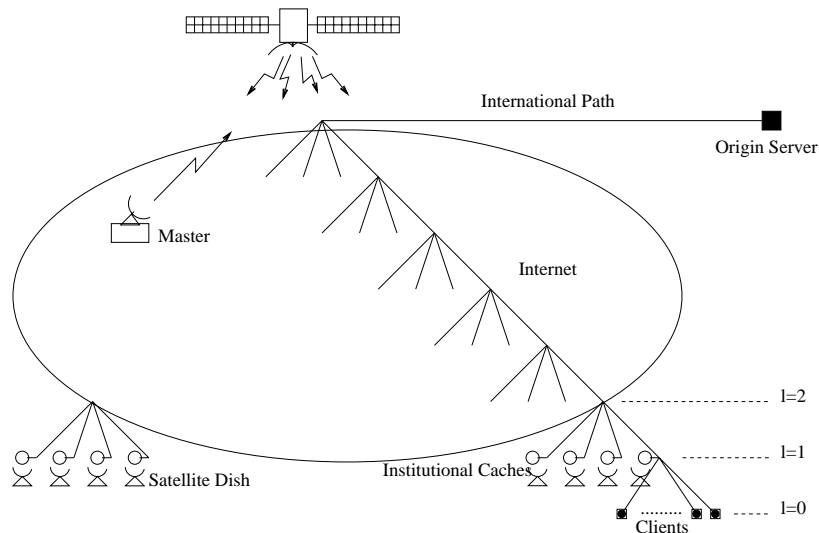 International Path
Origin Server
Master
Internet
l=2
Institutional Caches
l=1
Satellite Dish
l=0
Clients